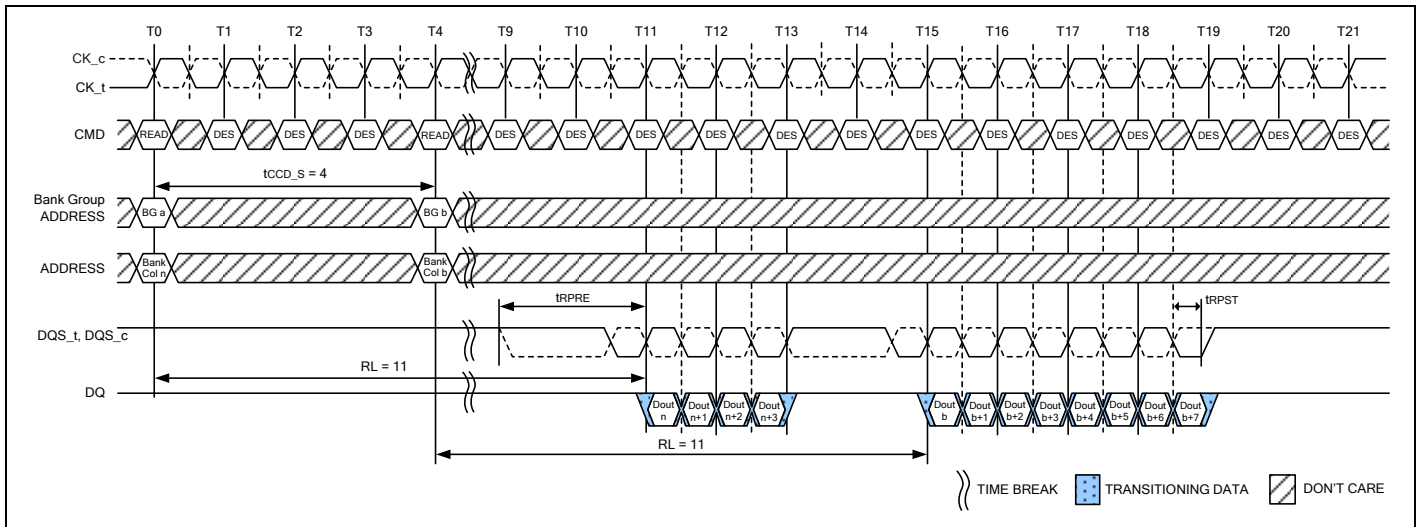 T0 T1 T2 T3 T4 T9 T10 T11 T12 T13 T14 T15 T16 T17 T18 T19 T20 T21
CK_c
CK_t
CMD READ DES DES DES READ DES DES DES DES DES DES DES DES DES DES DES DES DES
tCCD_S = 4
Bank Group
ADDRESS
BG a BG b
ADDRESS
Bank
Col n
Bank
Col b
tRPRE tRPST
DQS_t, DQS_c
RL = 11
DQ
Dout
n
Dout
n+1
Dout
n+2
Dout
n+3
Dout
b
Dout
b+1
Dout
b+2
Dout
b+3
Dout
b+4
Dout
b+5
Dout
b+6
Dout
b+7
RL = 11
TIME BREAK TRANSITIONING DATA DON'T CARE